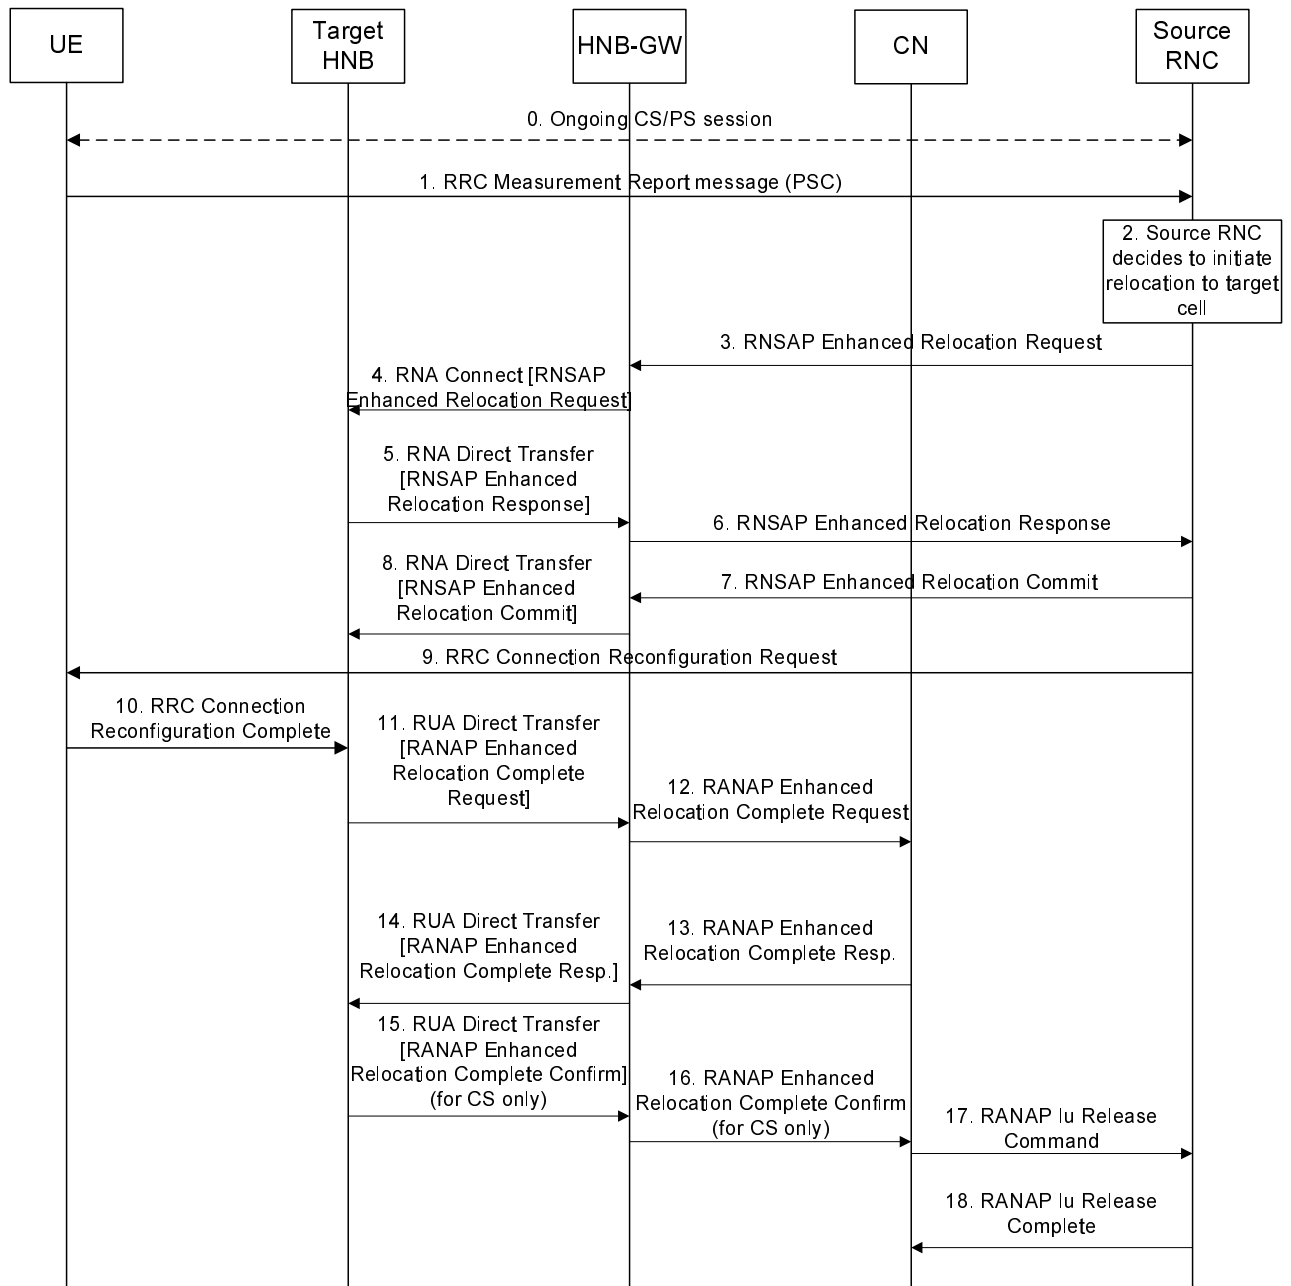 UE
Target
HNB
HNB-GW
CN
Source
RNC
0. Ongoing CS/PS session
1. RRC Measurement Report message (PSC)
2. Source RNC
decides to initiate
relocation to target
cell
3. RNSAP Enhanced Relocation Request
4. RNA Connect [RNSAP
Enhanced Relocation Request]
5. RNA Direct Transfer
[RNSAP Enhanced
Relocation Response]
6. RNSAP Enhanced Relocation Response
8. RNA Direct Transfer
[RNSAP Enhanced
Relocation Commit]
7. RNSAP Enhanced Relocation Commit
9. RRC Connection Reconfiguration Request
10. RRC Connection
Reconfiguration Complete
11. RUA Direct Transfer
[RANAP Enhanced
Relocation Complete
Request]
12. RANAP Enhanced
Relocation Complete Request
14. RUA Direct Transfer
[RANAP Enhanced
Relocation Complete Resp.]
13. RANAP Enhanced
Relocation Complete Resp.
15. RUA Direct Transfer
[RANAP Enhanced
Relocation Complete Confirm]
(for CS only)
16. RANAP Enhanced
Relocation Complete Confirm
(for CS only)
17. RANAP Iu Release
Command
18. RANAP Iu Release
Complete